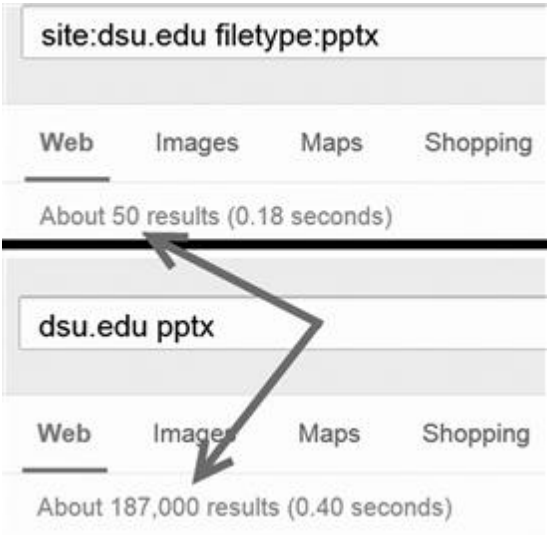 site:dsu.edu filetype:pptx
Web Images Maps Shopping
About 50 results (0.18 seconds)
dsu.edu pptx
Web Images Maps Shopping
About 187,000 results (0.40 seconds)